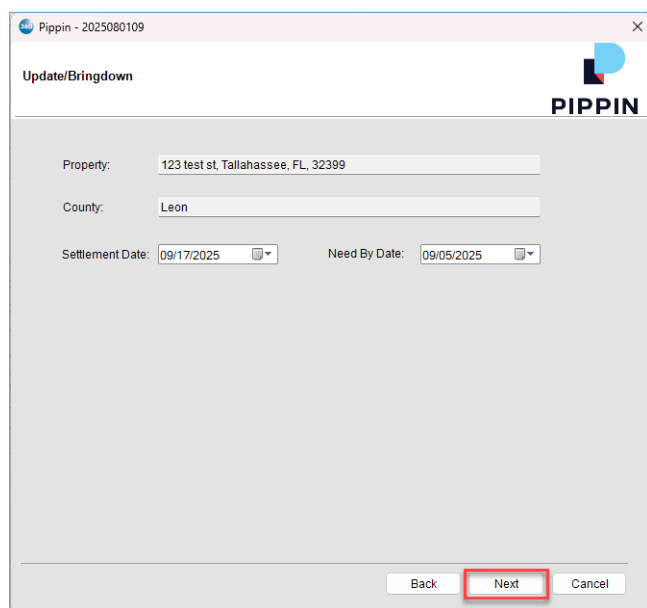 360 Pippin - 2025080109
Update/Bringdown
PIPPIN
Property: 123 test st, Tallahassee, FL, 32399
County: Leon
Settlement Date: 09/17/2025 Need By Date: 09/05/2025
Back Next Cancel